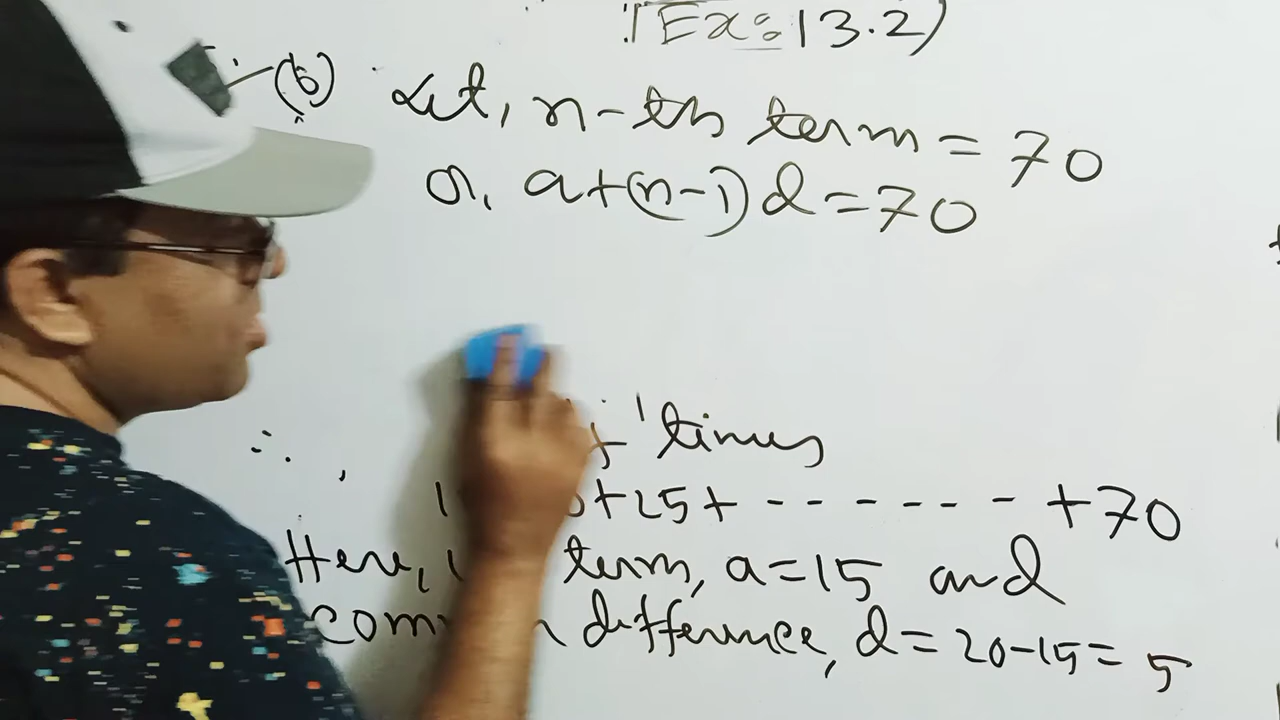 (Ex: 13.2)
(b) Let, n-th term = 70
or, a+(n-1)d=70
∴ , times
+25+ ------ +70
Here, term, a=15 and
difference, d=20-15=5